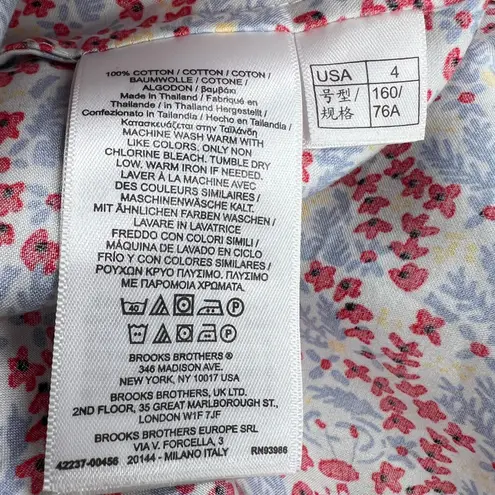 100% COTTON / COTON / COTON /
BAUMWOLLE / COTONE /
ALGODON / βαμβάκι
Made in Thailand / Fabriqué en
Thailande / in Thailand Hergestellt /
Confezionato in Tailandia / Hecho en Tailandia /
Κατασκευάζεται στην Ταϊλάνδη
MACHINE WASH WARM WITH
LIKE COLORS, ONLY NON
CHLORINE BLEACH. TUMBLE DRY
LOW, WARM IRON IF NEEDED.
LAVER À LA MACHINE AVEC
DES COULEURS SIMILAIRES /
MASCHINENWÄSCHE KALT.
MIT ÄHNLICHEN FARBEN WASCHEN /
LAVARE IN LAVATRICE
FREDDO CON COLORI SIMILI /
MÁQUINA DE LAVADO EN CICLO
FRÍO Y CON COLORES SIMILARES /
ΡΟΥΧΩΝ ΚΡΥΟ ΠΛΥΣΙΜΟ. ΠΛΥΣΙΜΟ
ΜΕ ΠΑΡΟΜΟΙΑ ΧΡΩΜΑΤΑ.
40
BROOKS BROTHERS ®
346 MADISON AVE.
NEW YORK, NY 10017 USA
BROOKS BROTHERS, UK LTD.
2ND FLOOR, 35 GREAT MARLBOROUGH ST.,
LONDON W1F 7JF
BROOKS BROTHERS EUROPE SRL
VIA V. FORCELLA, 3
42237-00456 20144 - MILANO ITALY RN93986
USA 4
号型/ 160/
规格 76A